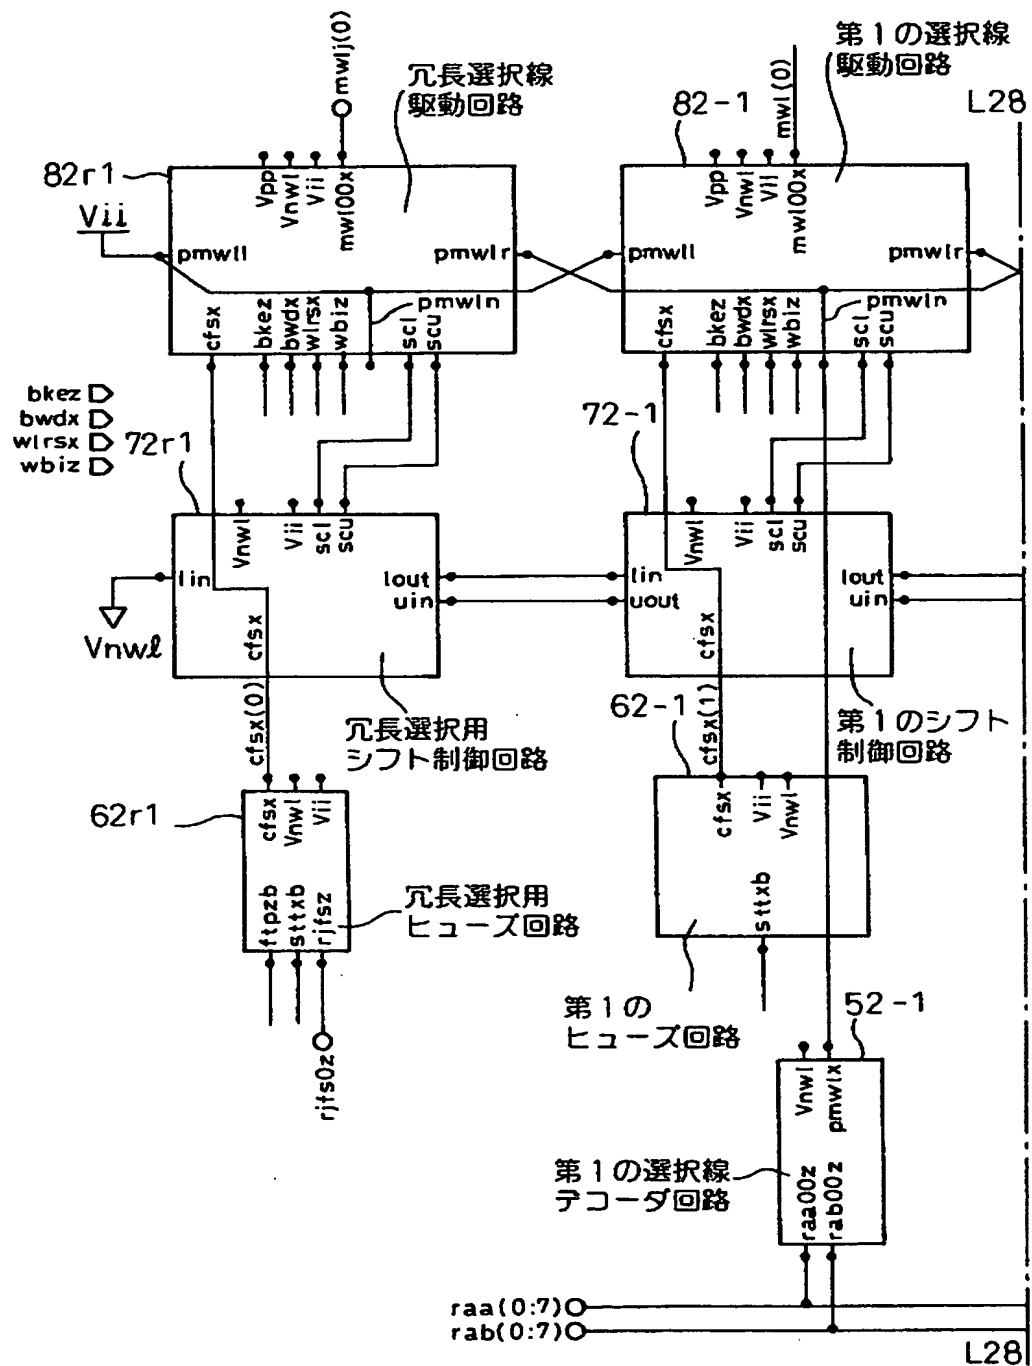 mwlj(0)
冗長選択線
駆動回路
第1の選択線
駆動回路
82-1
mwl(0)
L28
82r1
Vii
Vpp
Vnwl
Vii
mwl00x
pmwll
pmwlr
pmwln
cfsx
bkez
bwdx
wlrsx
wbiz
scl
scu
Vpp
Vnwl
Vii
mwl00x
pmwll
pmwlr
pmwln
cfsx
bkez
bwdx
wlrsx
wbiz
scl
scu
bkez
bwdx
wlrsx
wbiz
72r1
72-1
Vnwl
Vii
scl
scu
lin
lout
uin
cfsx
Vnwl
Vii
scl
scu
lin
uout
lout
uin
cfsx
Vnwl
cfsx(0)
冗長選択用
シフト制御回路
62-1
cfsx(1)
第1のシフト
制御回路
62r1
cfsx
Vnwl
Vii
ftpzb
sttxb
rjfsz
冗長選択用
ヒューズ回路
cfsx
Vii
Vnwl
sttxb
第1の
ヒューズ回路
rjfs0z
52-1
Vnwl
pmwlx
raa00z
rab00z
第1の選択線
デコーダ回路
raa(0:7)
rab(0:7)
L28